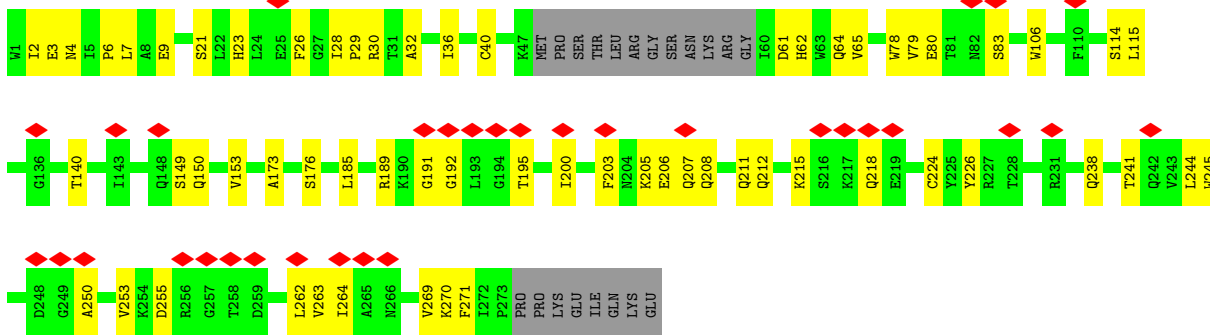 W1 I2 E3 N4 I5 P6 L7 A8 E9 S21 L22 H23 L24 E25 F26 G27 I28 P29 R30 T31 A32 I36 C40 K47 MET PRO SER THR LEU ARG GLY SER ASN LYS ARG GLY I60 D61 H62 W63 Q64 V65 W78 V79 E80 T81 N82 S83 W106 F110 S114 L115
G136 T140 I143 Q148 S149 Q150 V153 A173 S176 L185 R189 K190 G191 G192 L193 G194 T195 I200 F203 N204 K205 E206 Q207 Q208 Q211 Q212 K215 S216 K217 Q218 E219 C224 Y225 Y226 R227 T228 R231 Q238 T241 Q242 V243 L244 W245
D248 G249 A250 V253 K254 D255 R256 G257 T258 D259 L262 V263 I264 A265 N266 V269 K270 F271 I272 P273 PRO PRO LYS GLU ILE GLN LYS GLU